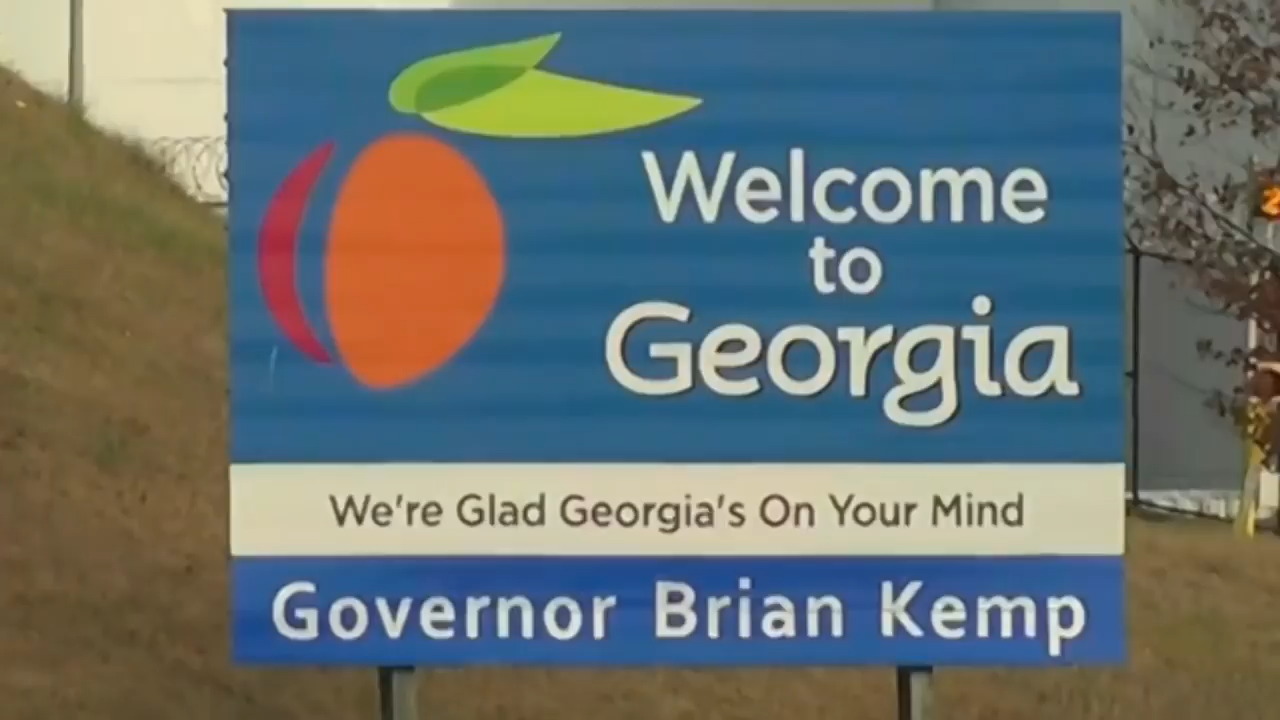 Welcome
to
Georgia
We're Glad Georgia's On Your Mind
Governor Brian Kemp